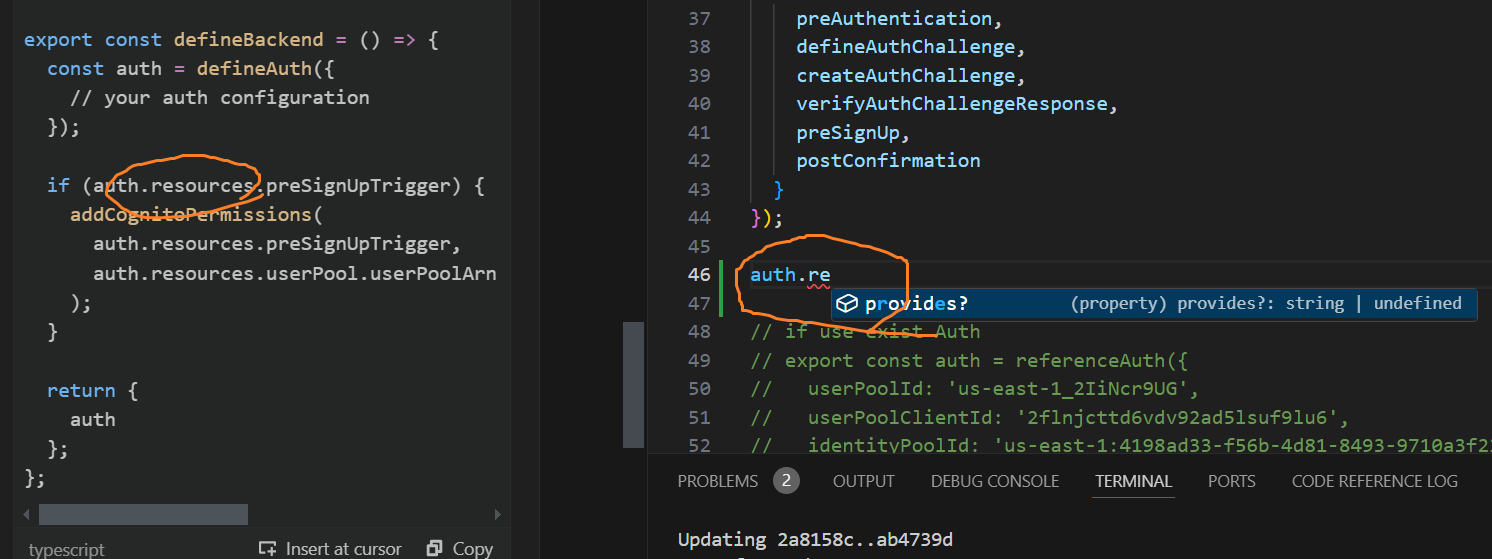 export const defineBackend = () => {
const auth = defineAuth({
// your auth configuration
});
if (auth.resources.preSignUpTrigger) {
addCognitoPermissions(
auth.resources.preSignUpTrigger,
auth.resources.userPool.userPoolArn
);
}
return {
auth
};
};
typescript
Insert at cursor
Copy
37 preAuthentication,
38 defineAuthChallenge,
39 createAuthChallenge,
40 verifyAuthChallengeResponse,
41 preSignUp,
42 postConfirmation
43 }
44 });
45
46 auth.re
47 provides? (property) provides?: string | undefined
48 // if use exist Auth
49 // export const auth = referenceAuth({
50 // userPoolId: 'us-east-1_2IiNcr9UG',
51 // userPoolClientId: '2flnjcttd6vdv92ad5lsuf9lu6',
52 // identityPoolId: 'us-east-1:4198ad33-f56b-4d81-8493-9710a3f2
PROBLEMS 2 OUTPUT DEBUG CONSOLE TERMINAL PORTS CODE REFERENCE LOG
Updating 2a8158c..ab4739d